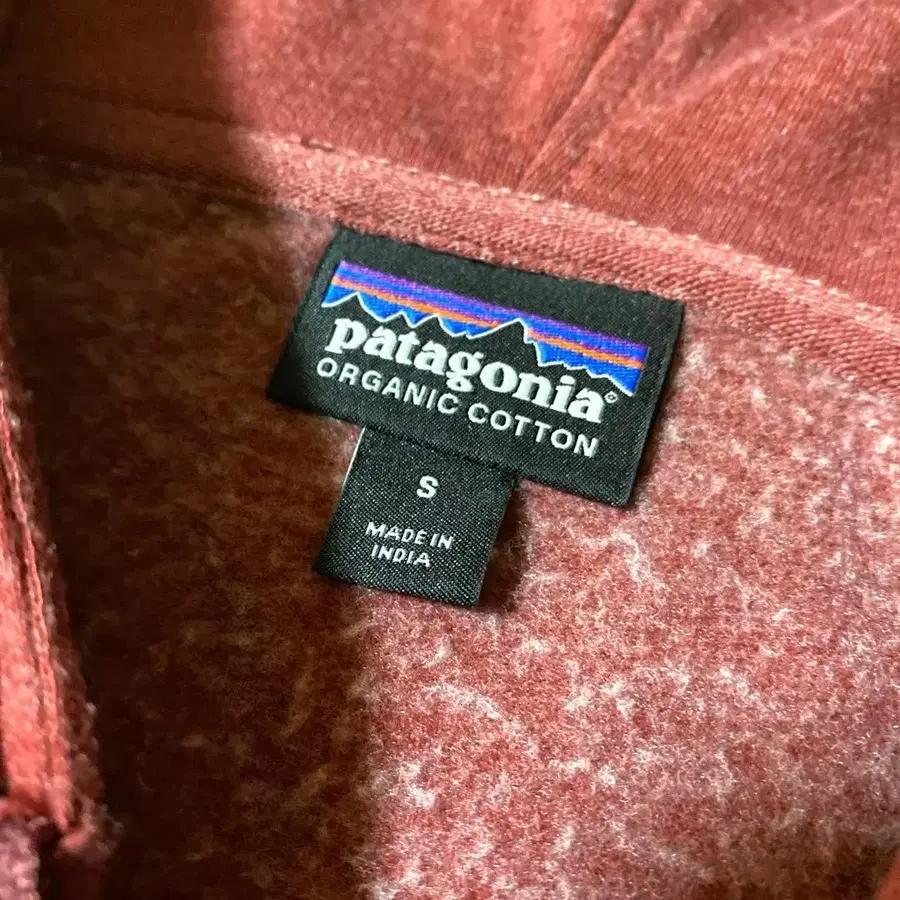 patagonia®
ORGANIC COTTON
S
MADE IN
INDIA